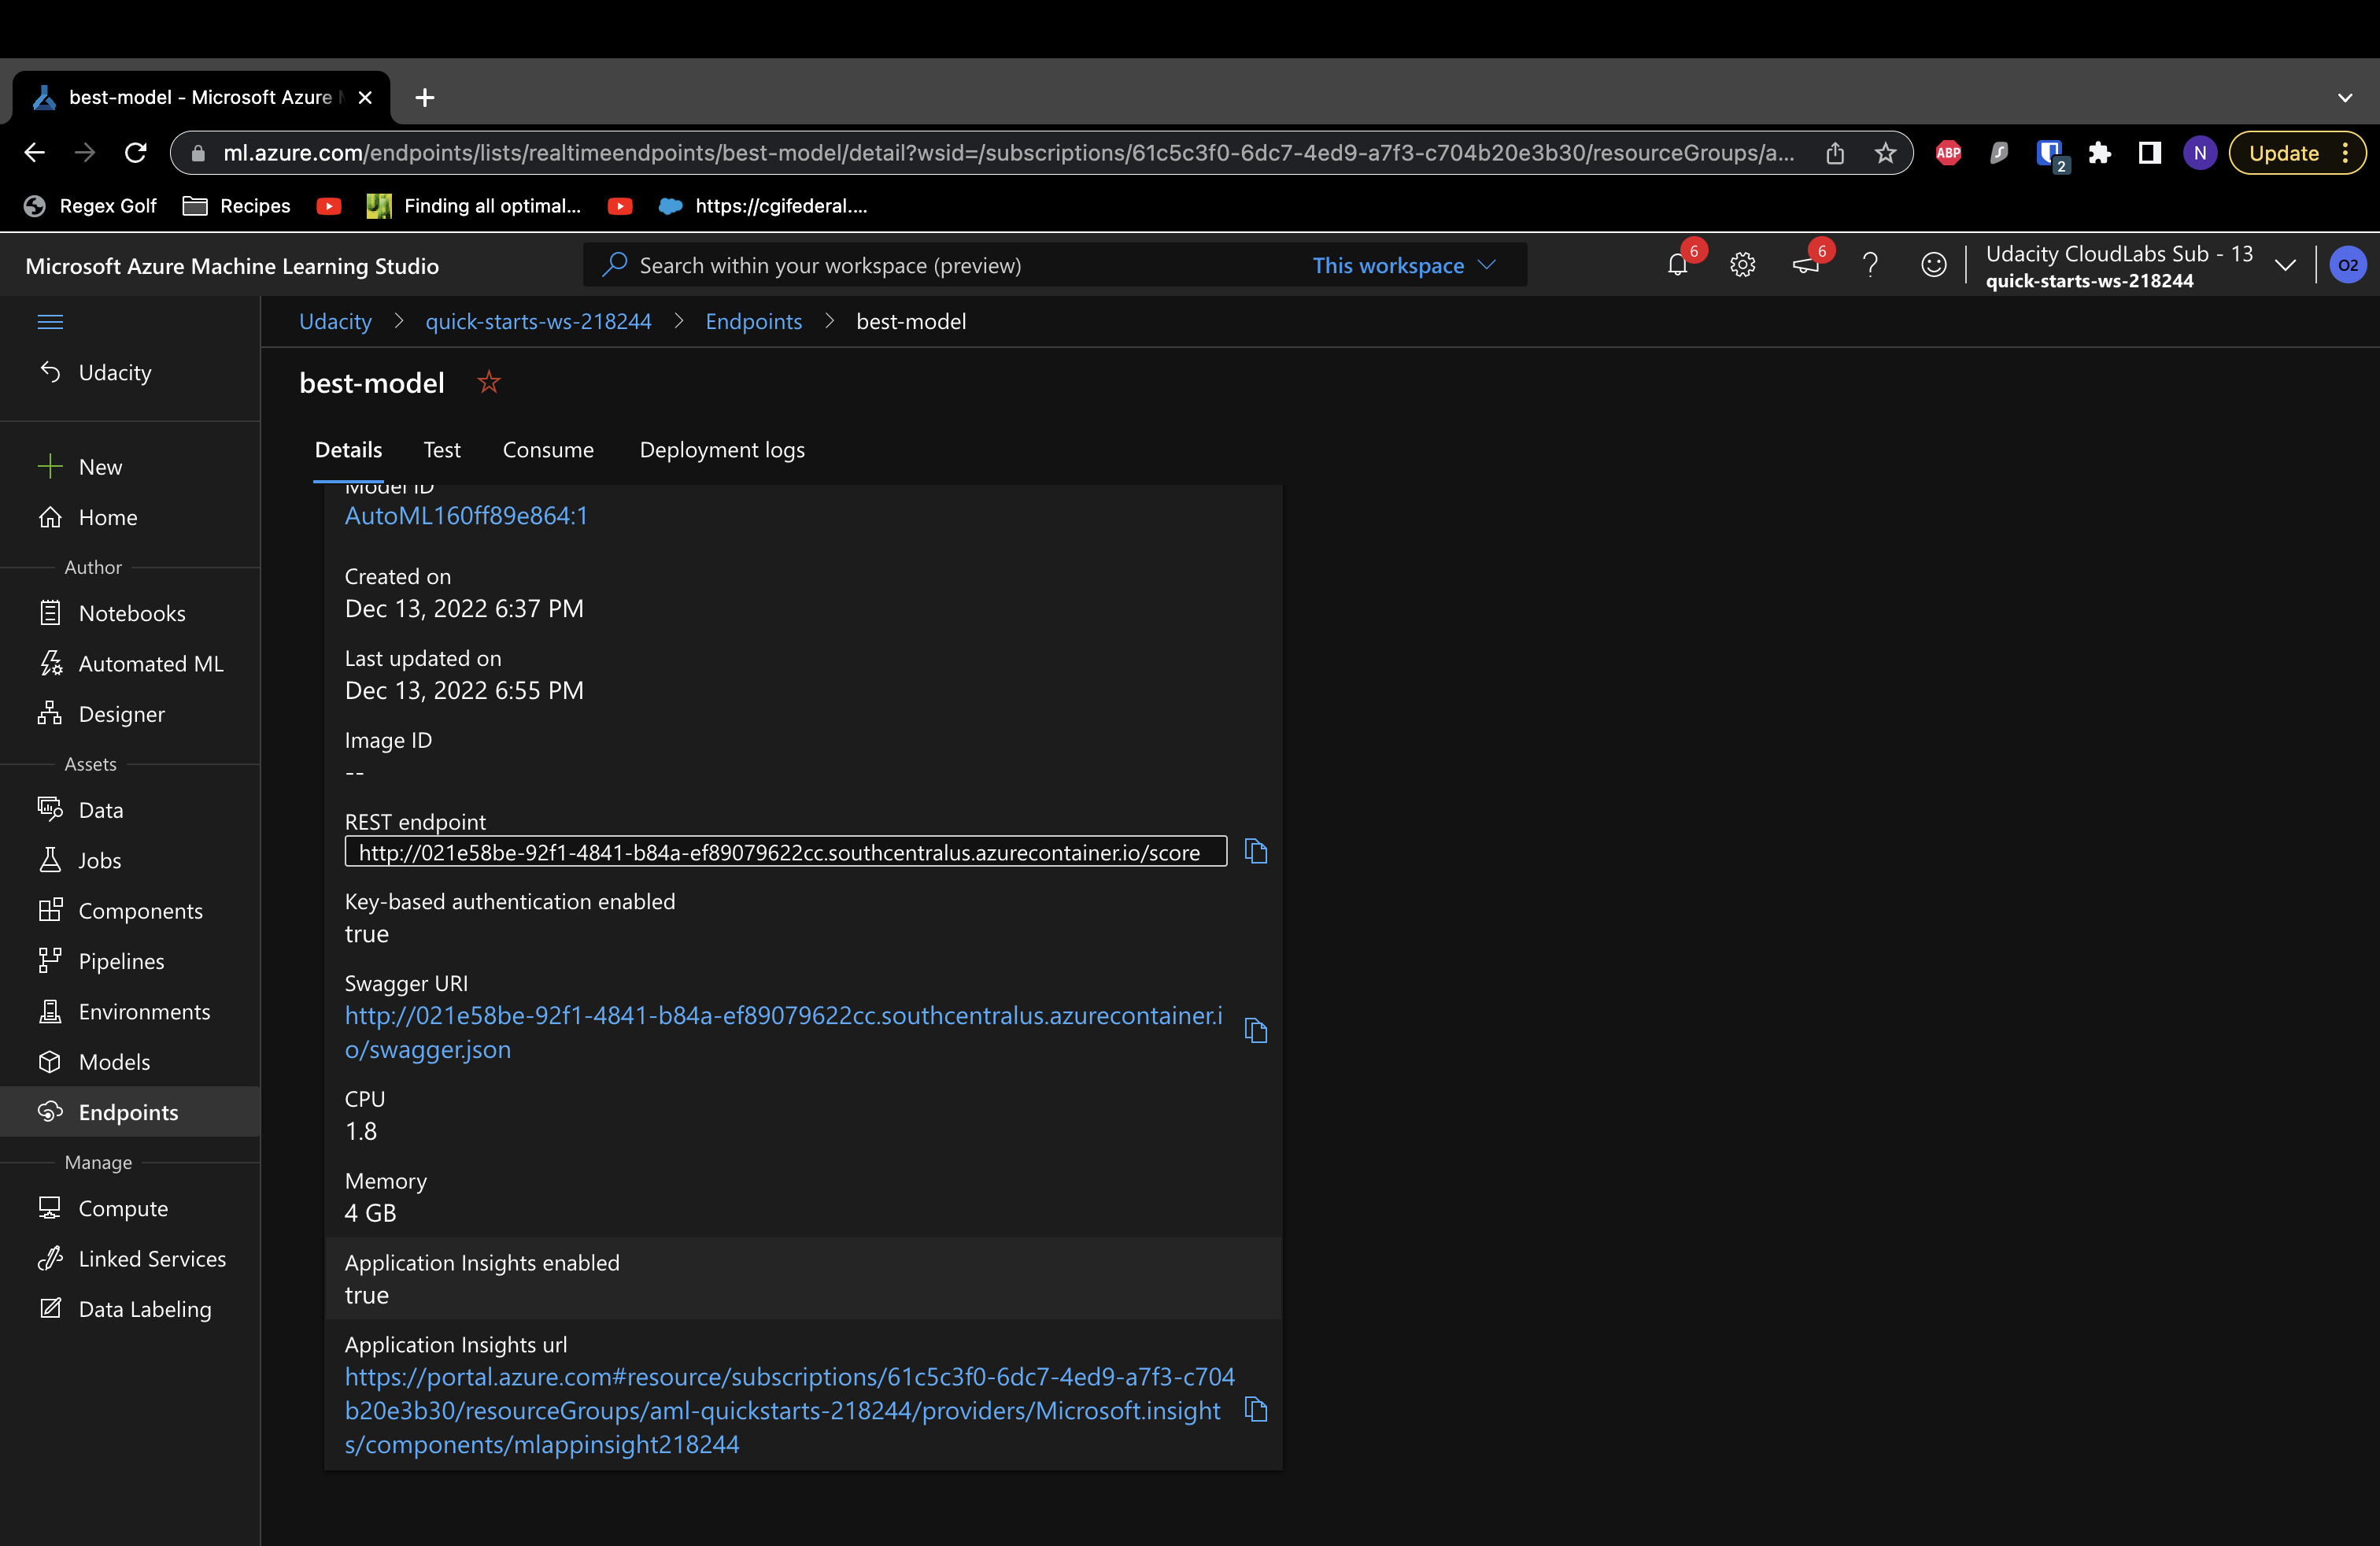 best-model - Microsoft Azure
ml.azure.com/endpoints/lists/realtimeendpoints/best-model/detail?wsid=/subscriptions/61c5c3f0-6dc7-4ed9-a7f3-c704b20e3b30/resourceGroups/a...
ABP
2
N
Update
Regex Golf
Recipes
Finding all optimal...
https://cgifederal....
Microsoft Azure Machine Learning Studio
Search within your workspace (preview)
This workspace
6
6
Udacity CloudLabs Sub - 13
quick-starts-ws-218244
O2
Udacity > quick-starts-ws-218244 > Endpoints > best-model
Udacity
New
Home
Author
Notebooks
Automated ML
Designer
Assets
Data
Jobs
Components
Pipelines
Environments
Models
Endpoints
Manage
Compute
Linked Services
Data Labeling
best-model
Details Test Consume Deployment logs
Model ID
AutoML160ff89e864:1
Created on
Dec 13, 2022 6:37 PM
Last updated on
Dec 13, 2022 6:55 PM
Image ID
--
REST endpoint
http://021e58be-92f1-4841-b84a-ef89079622cc.southcentralus.azurecontainer.io/score
Key-based authentication enabled
true
Swagger URI
http://021e58be-92f1-4841-b84a-ef89079622cc.southcentralus.azurecontainer.i
o/swagger.json
CPU
1.8
Memory
4 GB
Application Insights enabled
true
Application Insights url
https://portal.azure.com#resource/subscriptions/61c5c3f0-6dc7-4ed9-a7f3-c704
b20e3b30/resourceGroups/aml-quickstarts-218244/providers/Microsoft.insight
s/components/mlappinsight218244